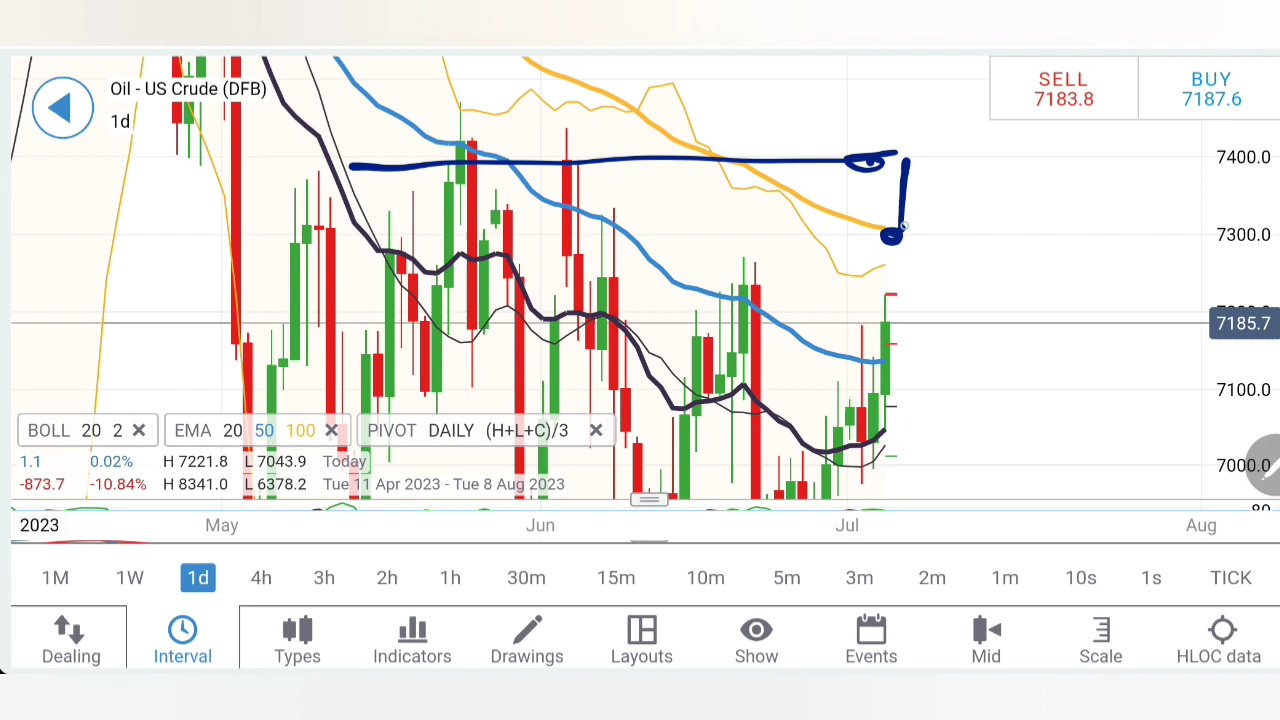 Oil - US Crude (DFB)
1d
SELL
7183.8
BUY
7187.6
7400.0
7300.0
7185.7
7100.0
7000.0
BOLL 20 2
EMA 20 50 100
PIVOT DAILY (H+L+C)/3
1.1 0.02% H 7221.8 L 7043.9 Today
-873.7 -10.84% H 8341.0 L 6378.2 Tue 11 Apr 2023 - Tue 8 Aug 2023
2023 May Jun Jul Aug
1M 1W 1d 4h 3h 2h 1h 30m 15m 10m 5m 3m 2m 1m 10s 1s TICK
Dealing Interval Types Indicators Drawings Layouts Show Events Mid Scale HLOC data